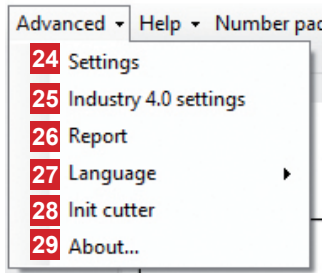 Advanced Help Number pad
24 Settings
25 Industry 4.0 settings
26 Report
27 Language
28 Init cutter
29 About...